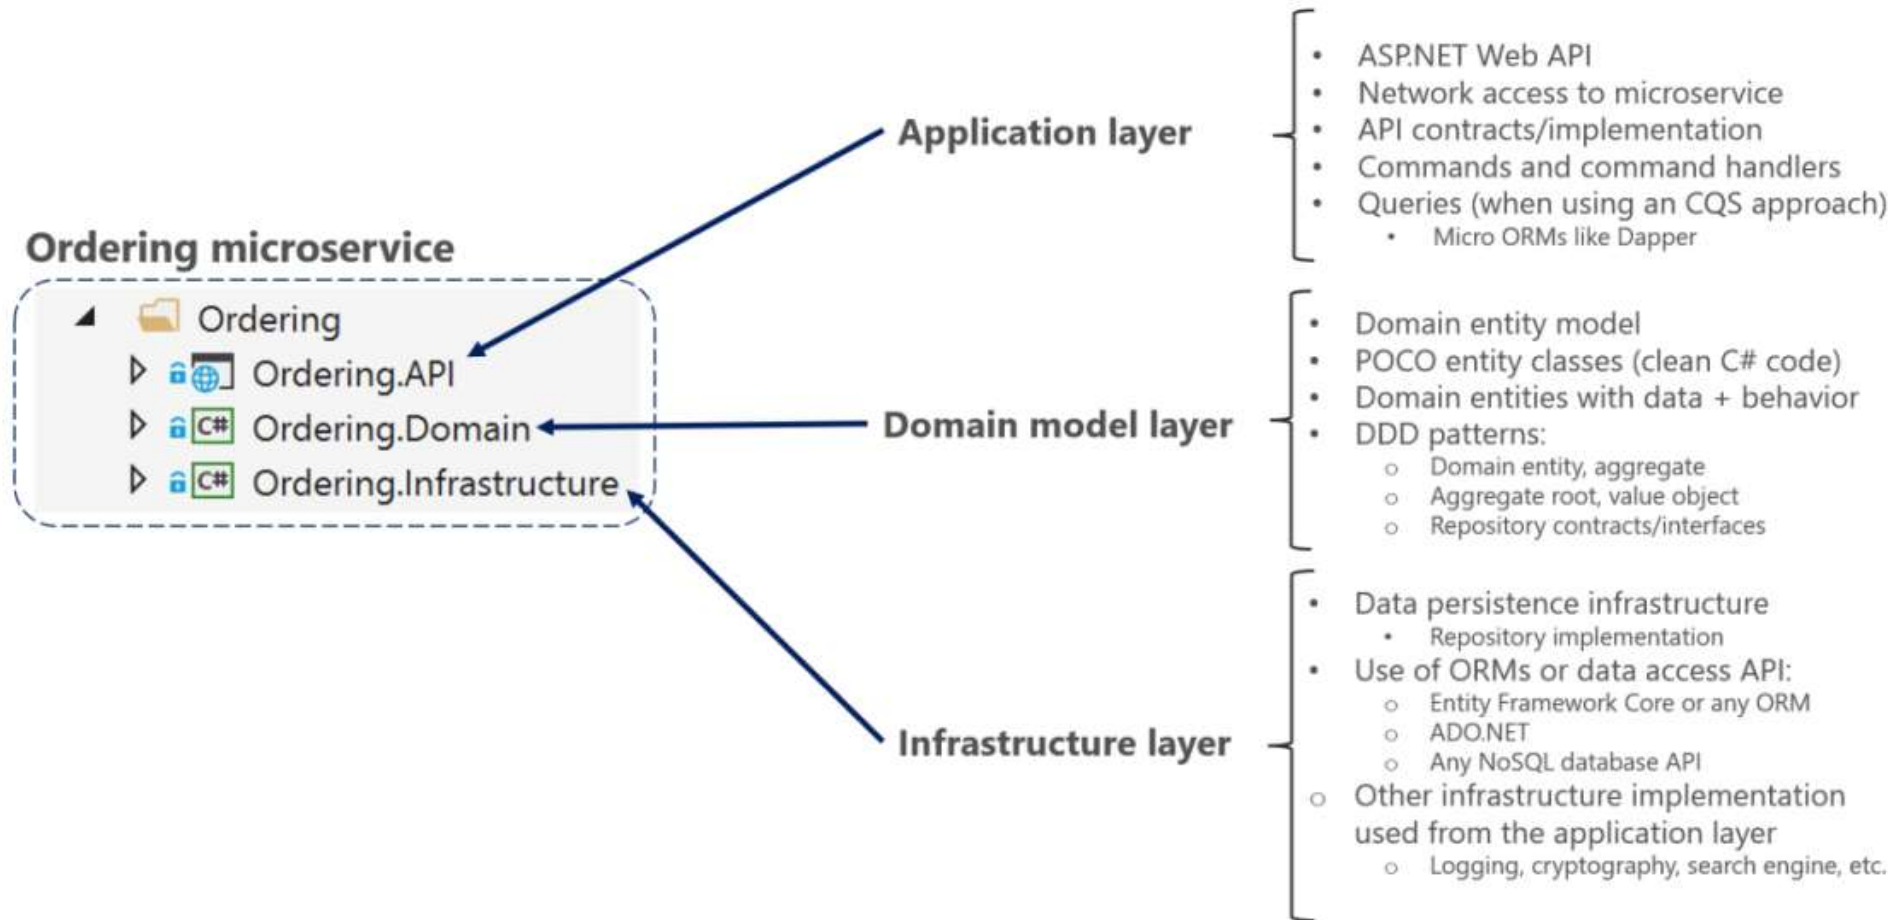 Ordering microservice
Ordering
Ordering.API
C# Ordering.Domain
C# Ordering.Infrastructure
Application layer
• ASP.NET Web API
• Network access to microservice
• API contracts/implementation
• Commands and command handlers
• Queries (when using an CQS approach)
• Micro ORMs like Dapper
Domain model layer
• Domain entity model
• POCO entity classes (clean C# code)
• Domain entities with data + behavior
• DDD patterns:
o Domain entity, aggregate
o Aggregate root, value object
o Repository contracts/interfaces
Infrastructure layer
• Data persistence infrastructure
• Repository implementation
• Use of ORMs or data access API:
o Entity Framework Core or any ORM
o ADO.NET
o Any NoSQL database API
o Other infrastructure implementation
used from the application layer
o Logging, cryptography, search engine, etc.